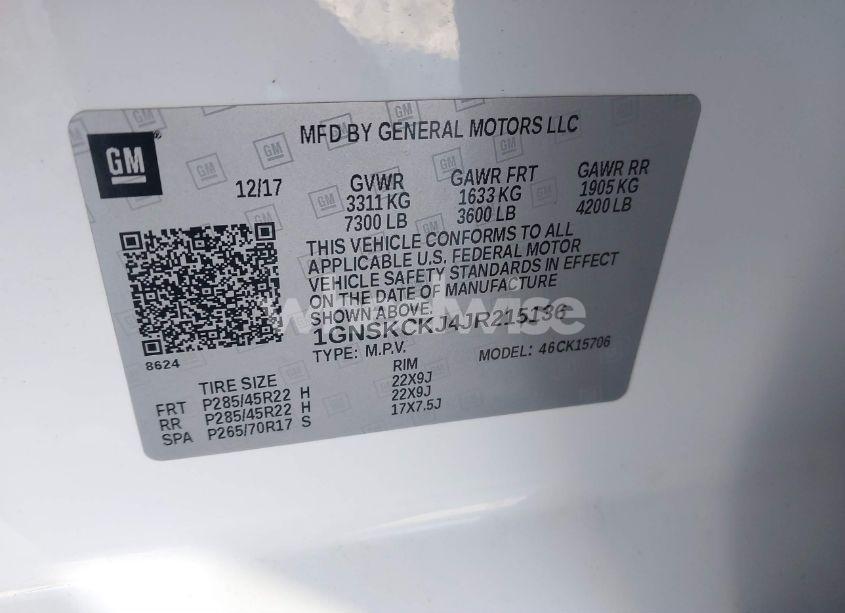 GM
MFD BY GENERAL MOTORS LLC
12/17 GVWR GAWR FRT GAWR RR
3311 KG 1633 KG 1905 KG
7300 LB 3600 LB 4200 LB
THIS VEHICLE CONFORMS TO ALL
APPLICABLE U.S. FEDERAL MOTOR
VEHICLE SAFETY STANDARDS IN EFFECT
ON THE DATE OF MANUFACTURE
SHOWN ABOVE.
1GNSKCKJ4JR215136
TYPE: M.P.V. MODEL: 46CK15706
8624
TIRE SIZE RIM
FRT P285/45R22 H 22X9J
RR P285/45R22 H 22X9J
SPA P265/70R17 S 17X7.5J